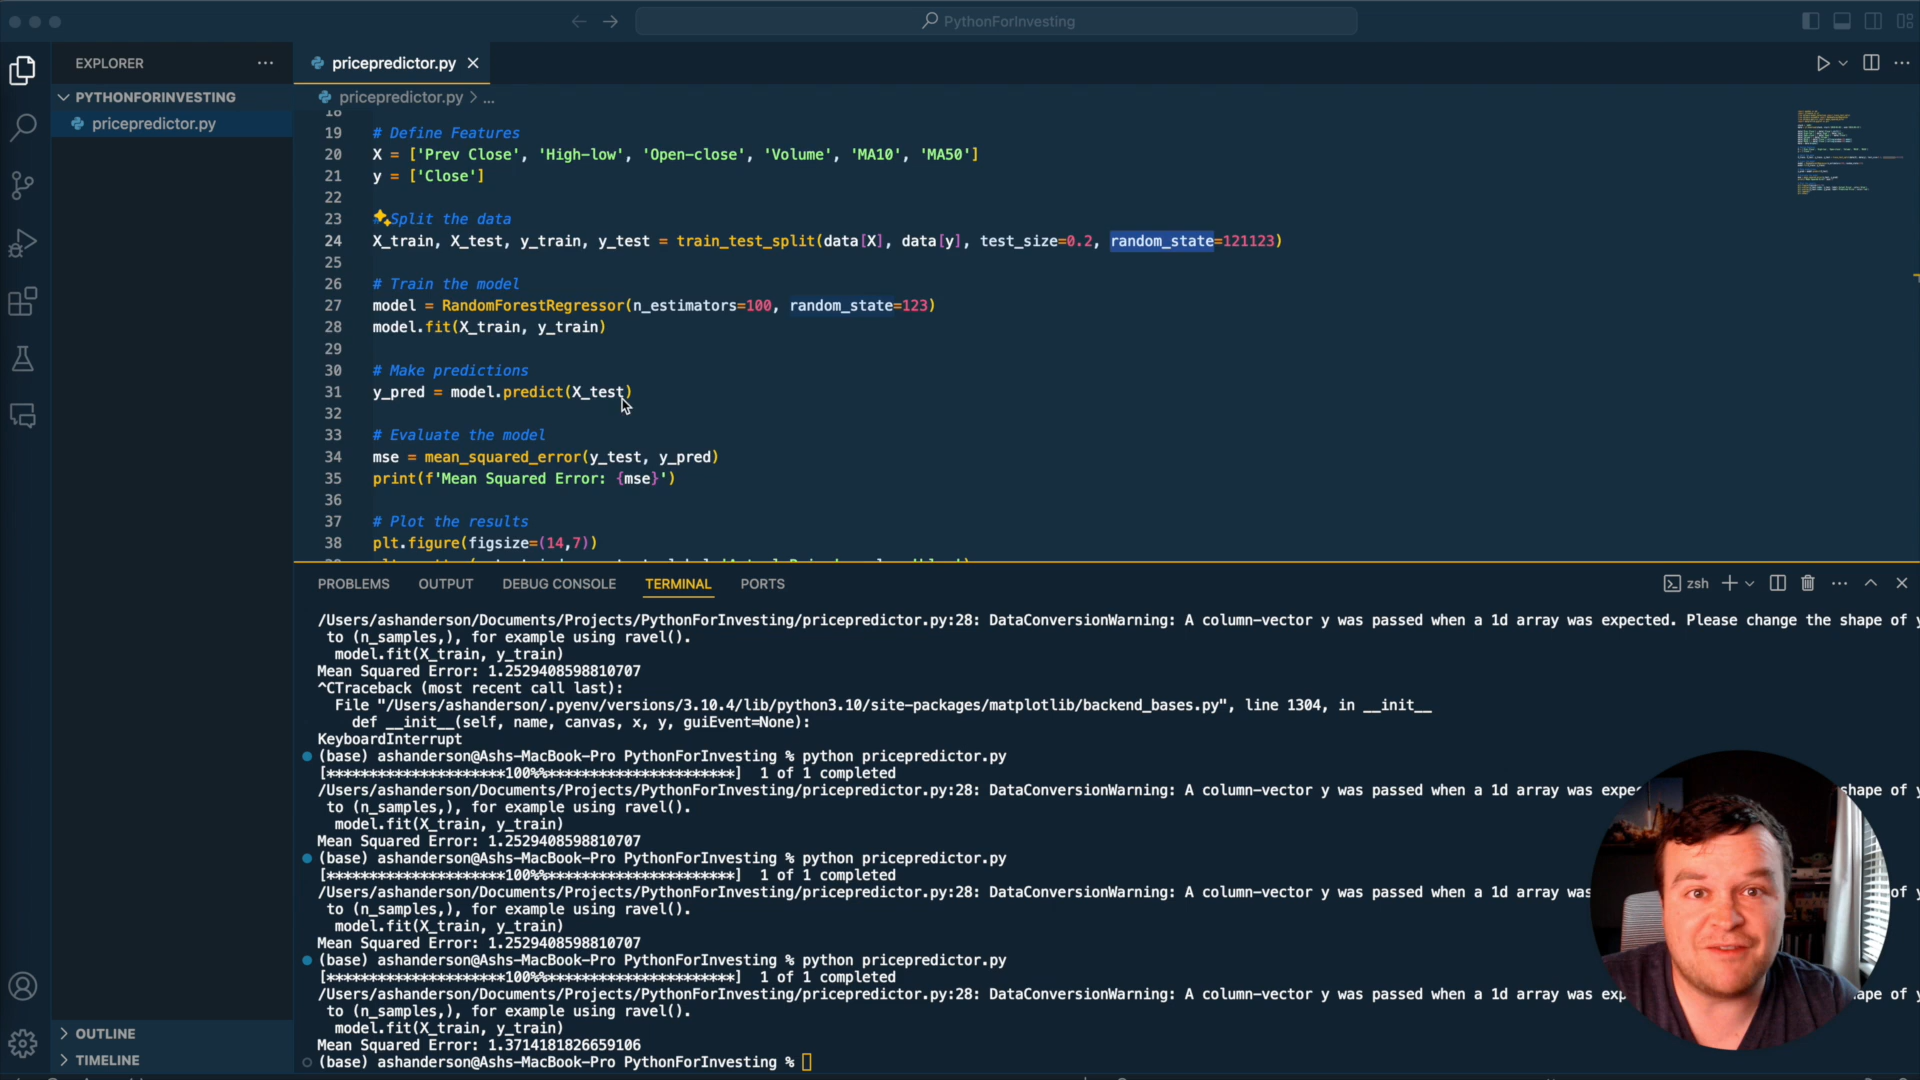 PythonForInvesting
EXPLORER
PYTHONFORINVESTING
pricepredictor.py
OUTLINE
TIMELINE
pricepredictor.py
pricepredictor.py > ...
18
19 # Define Features
20 X = ['Prev Close', 'High-low', 'Open-close', 'Volume', 'MA10', 'MA50']
21 y = ['Close']
22
23 Split the data
24 X_train, X_test, y_train, y_test = train_test_split(data[X], data[y], test_size=0.2, random_state=121123)
25
26 # Train the model
27 model = RandomForestRegressor(n_estimators=100, random_state=123)
28 model.fit(X_train, y_train)
29
30 # Make predictions
31 y_pred = model.predict(X_test)
32
33 # Evaluate the model
34 mse = mean_squared_error(y_test, y_pred)
35 print(f'Mean Squared Error: {mse}')
36
37 # Plot the results
38 plt.figure(figsize=(14,7))
PROBLEMS OUTPUT DEBUG CONSOLE TERMINAL PORTS zsh
/Users/ashanderson/Documents/Projects/PythonForInvesting/pricepredictor.py:28: DataConversionWarning: A column-vector y was passed when a 1d array was expected. Please change the shape of y
to (n_samples,), for example using ravel().
model.fit(X_train, y_train)
Mean Squared Error: 1.2529408598810707
^CTraceback (most recent call last):
File "/Users/ashanderson/.pyenv/versions/3.10.4/lib/python3.10/site-packages/matplotlib/backend_bases.py", line 1304, in __init__
def __init__(self, name, canvas, x, y, guiEvent=None):
KeyboardInterrupt
(base) ashanderson@Ashs-MacBook-Pro PythonForInvesting % python pricepredictor.py
[*********************100%%**********************] 1 of 1 completed
/Users/ashanderson/Documents/Projects/PythonForInvesting/pricepredictor.py:28: DataConversionWarning: A column-vector y was passed when a 1d array was shape of y
to (n_samples,), for example using ravel().
model.fit(X_train, y_train)
Mean Squared Error: 1.2529408598810707
(base) ashanderson@Ashs-MacBook-Pro PythonForInvesting % python pricepredictor.py
[*********************100%%**********************] 1 of 1 completed
/Users/ashanderson/Documents/Projects/PythonForInvesting/pricepredictor.py:28: DataConversionWarning: A column-vector y was passed when a 1d array was of y
to (n_samples,), for example using ravel().
model.fit(X_train, y_train)
Mean Squared Error: 1.2529408598810707
(base) ashanderson@Ashs-MacBook-Pro PythonForInvesting % python pricepredictor.py
[*********************100%%**********************] 1 of 1 completed
/Users/ashanderson/Documents/Projects/PythonForInvesting/pricepredictor.py:28: DataConversionWarning: A column-vector y was passed when a 1d array was of y
to (n_samples,), for example using ravel().
model.fit(X_train, y_train)
Mean Squared Error: 1.3714181826659106
(base) ashanderson@Ashs-MacBook-Pro PythonForInvesting %